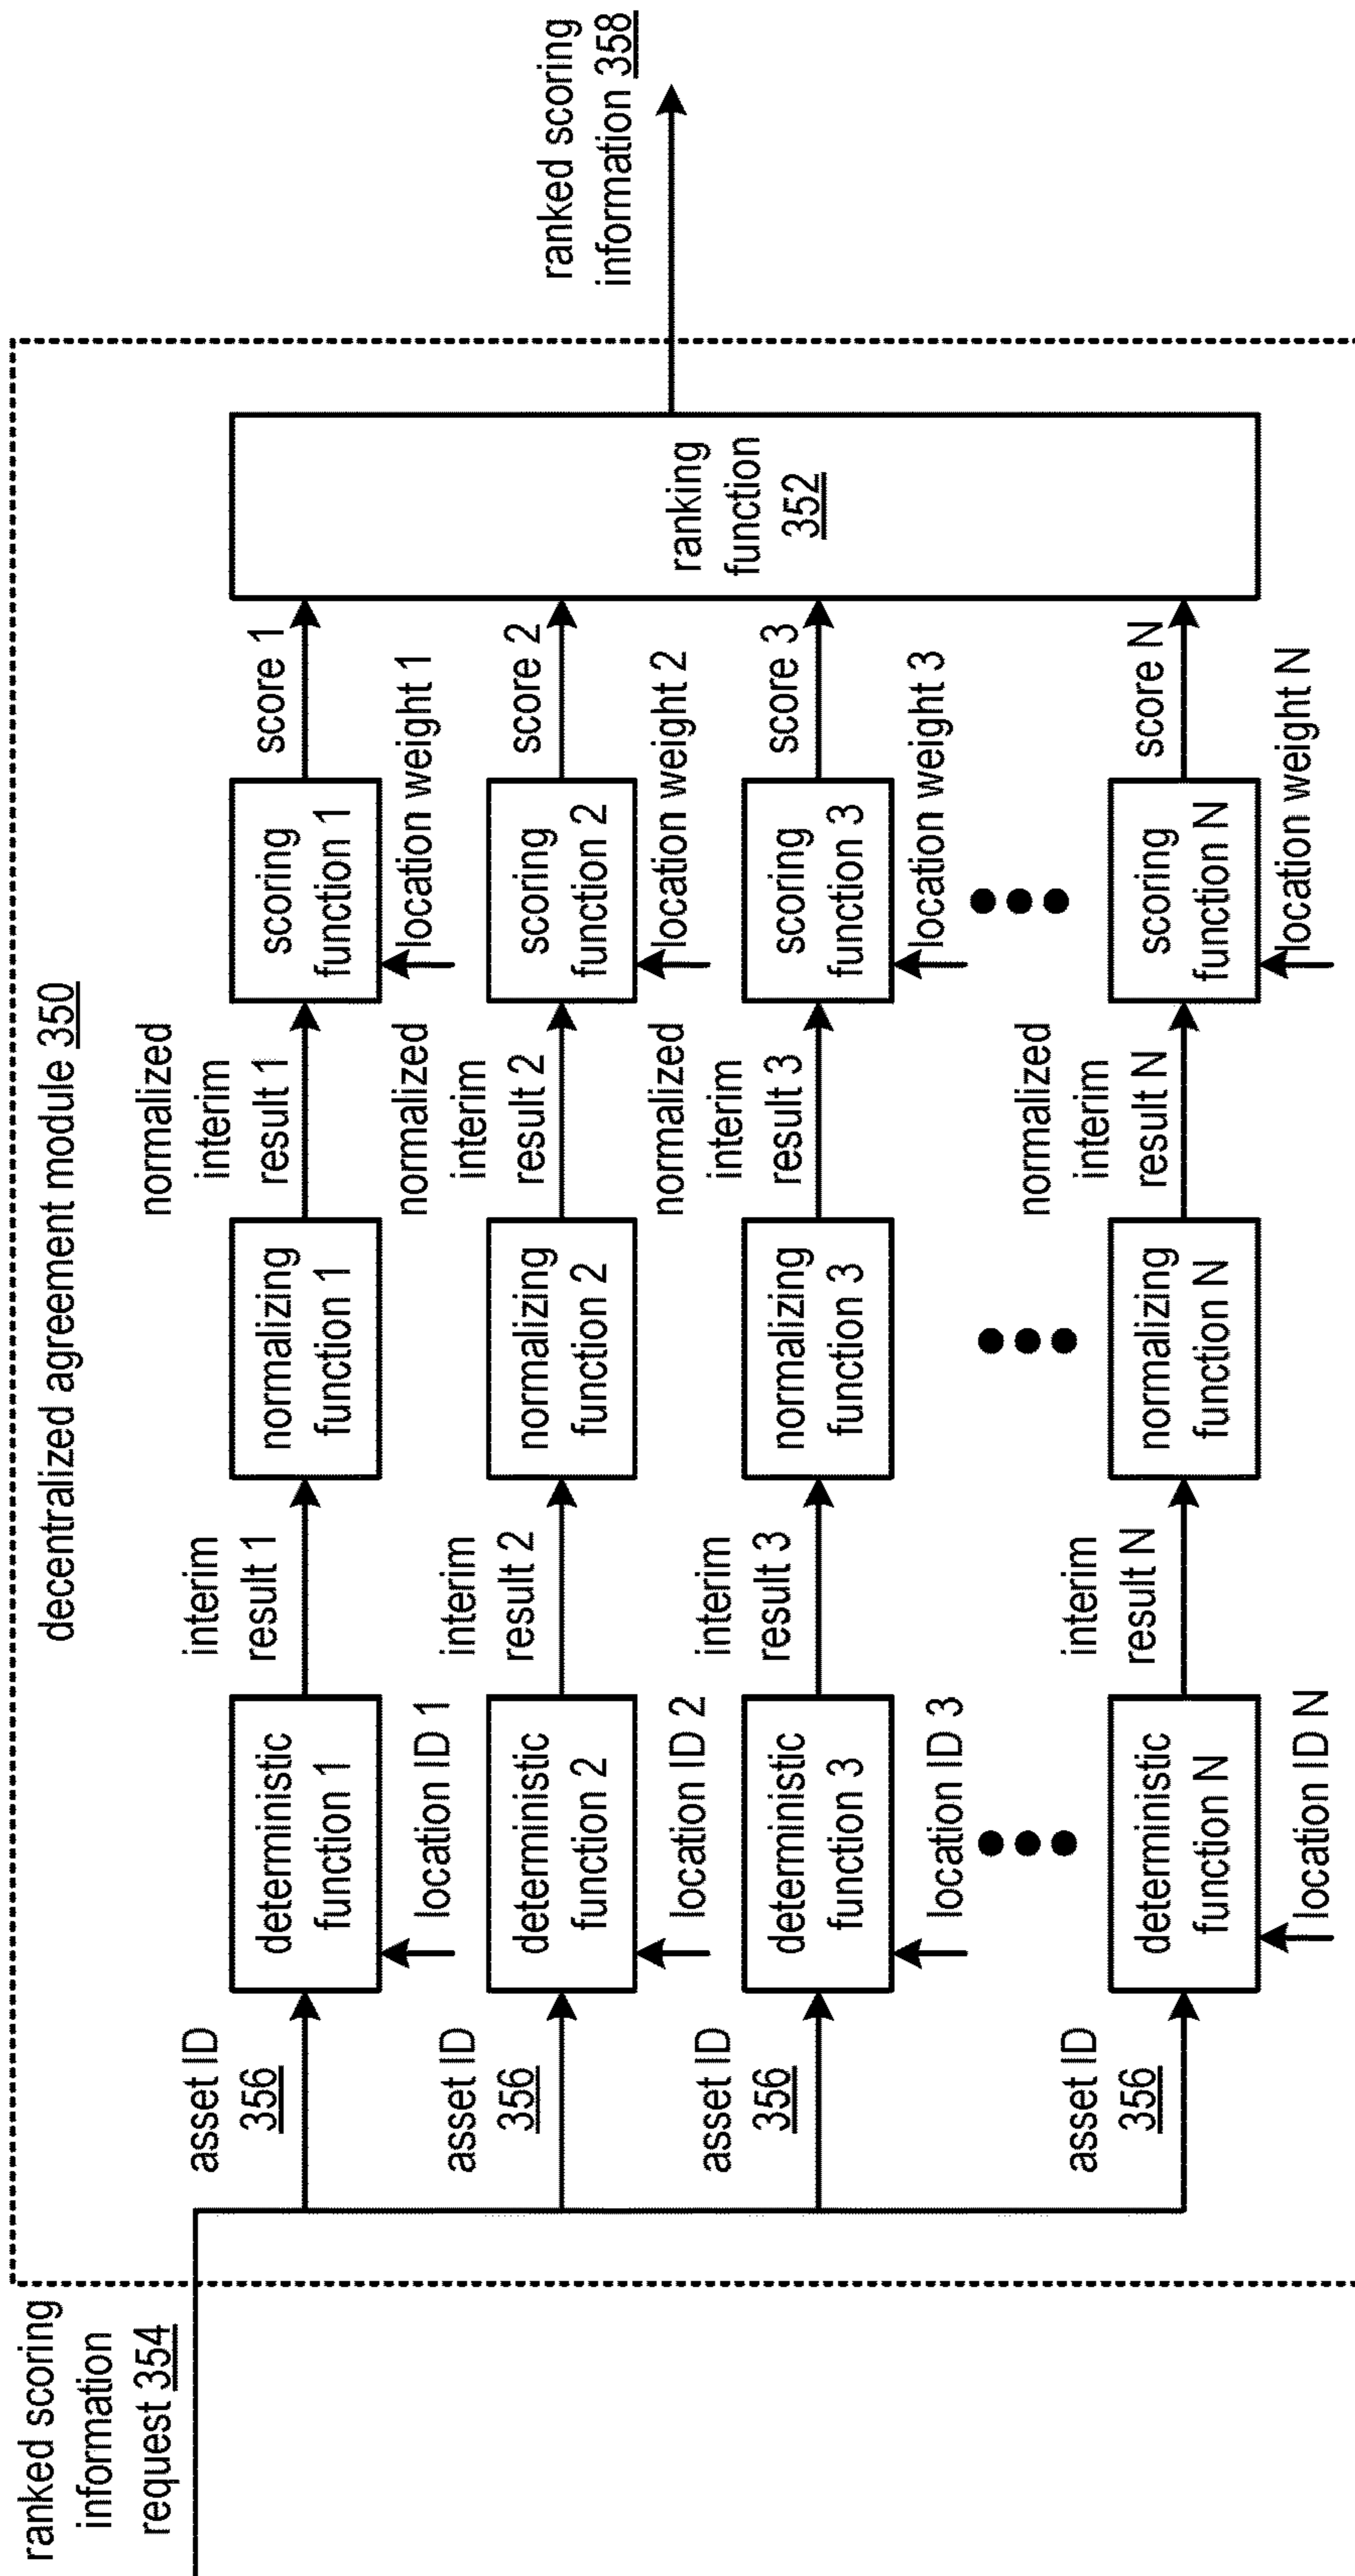 decentralized agreement module 350
ranked scoring
information
request 354
asset ID
356
deterministic
function 1
location ID 1
interim
result 1
normalizing
function 1
normalized
interim
result 1
scoring
function 1
location weight 1
score 1
asset ID
356
deterministic
function 2
location ID 2
interim
result 2
normalizing
function 2
normalized
interim
result 2
scoring
function 2
location weight 2
score 2
asset ID
356
deterministic
function 3
location ID 3
interim
result 3
normalizing
function 3
normalized
interim
result 3
scoring
function 3
location weight 3
score 3
asset ID
356
deterministic
function N
location ID N
interim
result N
normalizing
function N
normalized
interim
result N
scoring
function N
location weight N
score N
ranking
function
352
ranked scoring
information 358